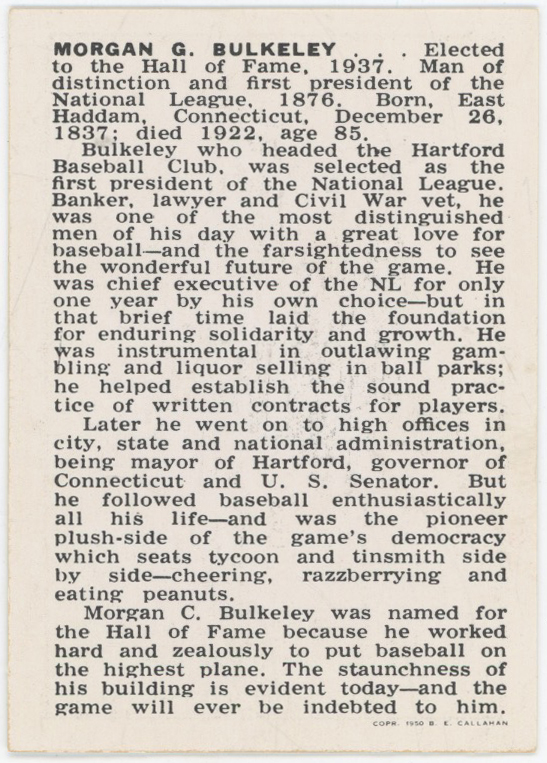 MORGAN G. BULKELEY . . . Elected
to the Hall of Fame, 1937. Man of
distinction and first president of the
National League, 1876. Born, East
Haddam, Connecticut, December 26,
1837; died 1922, age 85.
Bulkeley who headed the Hartford
Baseball Club, was selected as the
first president of the National League.
Banker, lawyer and Civil War vet, he
was one of the most distinguished
men of his day with a great love for
baseball—and the farsightedness to see
the wonderful future of the game. He
was chief executive of the NL for only
one year by his own choice—but in
that brief time laid the foundation
for enduring solidarity and growth. He
was instrumental in outlawing gam-
bling and liquor selling in ball parks;
he helped establish the sound prac-
tice of written contracts for players.
Later he went on to high offices in
city, state and national administration,
being mayor of Hartford, governor of
Connecticut and U. S. Senator. But
he followed baseball enthusiastically
all his life—and was the pioneer
plush-side of the game's democracy
which seats tycoon and tinsmith side
by side—cheering, razzberrying and
eating peanuts.
Morgan C. Bulkeley was named for
the Hall of Fame because he worked
hard and zealously to put baseball on
the highest plane. The staunchness of
his building is evident today—and the
game will ever be indebted to him.
COPR. 1950 B. E. CALLAHAN